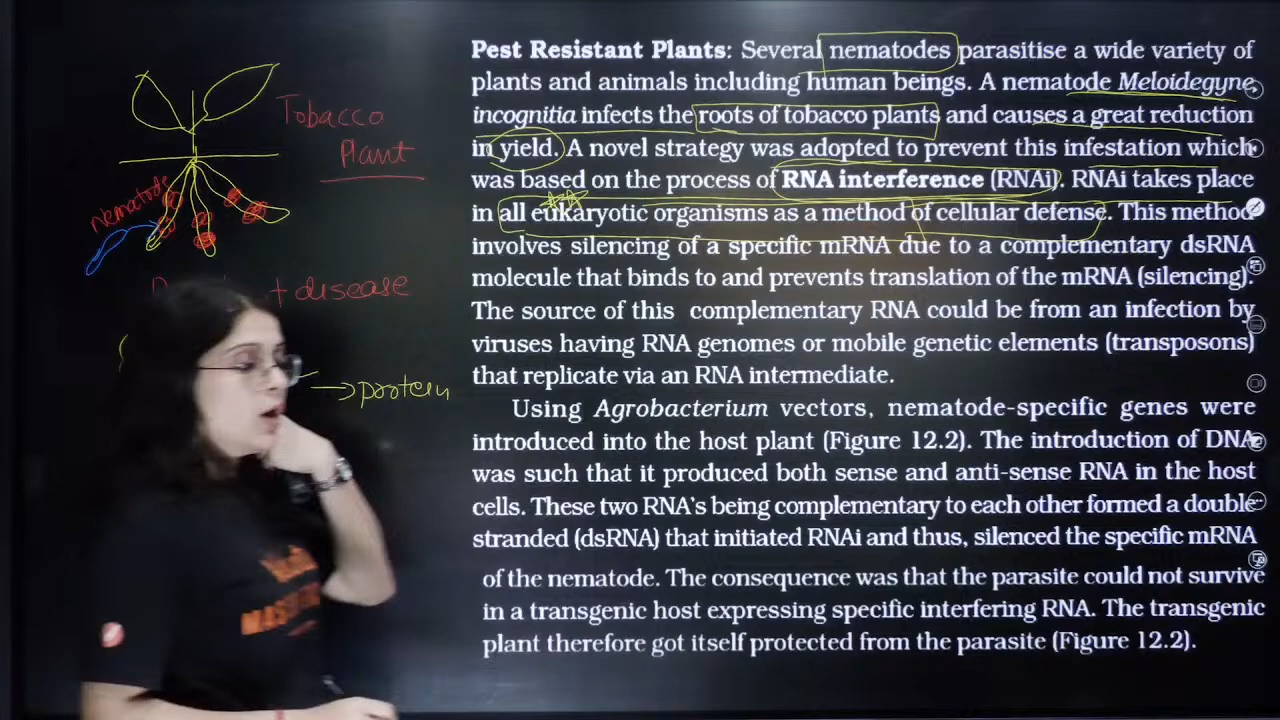 Tobacco
Plant
nematode
disease
→protein
Pest Resistant Plants: Several nematodes parasitise a wide variety of
plants and animals including human beings. A nematode Meloidegyne
incognitia infects the roots of tobacco plants and causes a great reduction
in yield. A novel strategy was adopted to prevent this infestation which
was based on the process of RNA interference (RNAi). RNAi takes place
in all eukaryotic organisms as a method of cellular defense. This method
involves silencing of a specific mRNA due to a complementary dsRNA
molecule that binds to and prevents translation of the mRNA (silencing).
The source of this complementary RNA could be from an infection by
viruses having RNA genomes or mobile genetic elements (transposons)
that replicate via an RNA intermediate.
Using Agrobacterium vectors, nematode-specific genes were
introduced into the host plant (Figure 12.2). The introduction of DNA
was such that it produced both sense and anti-sense RNA in the host
cells. These two RNA's being complementary to each other formed a double
stranded (dsRNA) that initiated RNAi and thus, silenced the specific mRNA
of the nematode. The consequence was that the parasite could not survive
in a transgenic host expressing specific interfering RNA. The transgenic
plant therefore got itself protected from the parasite (Figure 12.2).